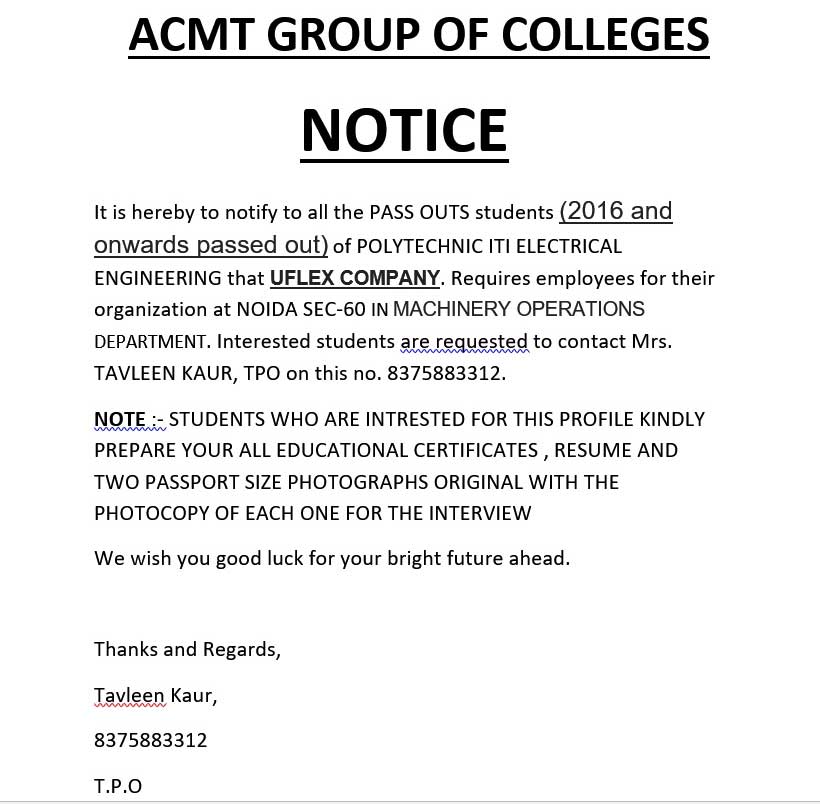 ACMT GROUP OF COLLEGES
NOTICE
It is hereby to notify to all the PASS OUTS students (2016 and
onwards passed out) of POLYTECHNIC ITI ELECTRICAL
ENGINEERING that UFLEX COMPANY. Requires employees for their
organization at NOIDA SEC-60 IN MACHINERY OPERATIONS
DEPARTMENT. Interested students are requested to contact Mrs.
TAVLEEN KAUR, TPO on this no. 8375883312.
NOTE :- STUDENTS WHO ARE INTRESTED FOR THIS PROFILE KINDLY
PREPARE YOUR ALL EDUCATIONAL CERTIFICATES , RESUME AND
TWO PASSPORT SIZE PHOTOGRAPHS ORIGINAL WITH THE
PHOTOCOPY OF EACH ONE FOR THE INTERVIEW
We wish you good luck for your bright future ahead.
Thanks and Regards,
Tavleen Kaur,
8375883312
T.P.O